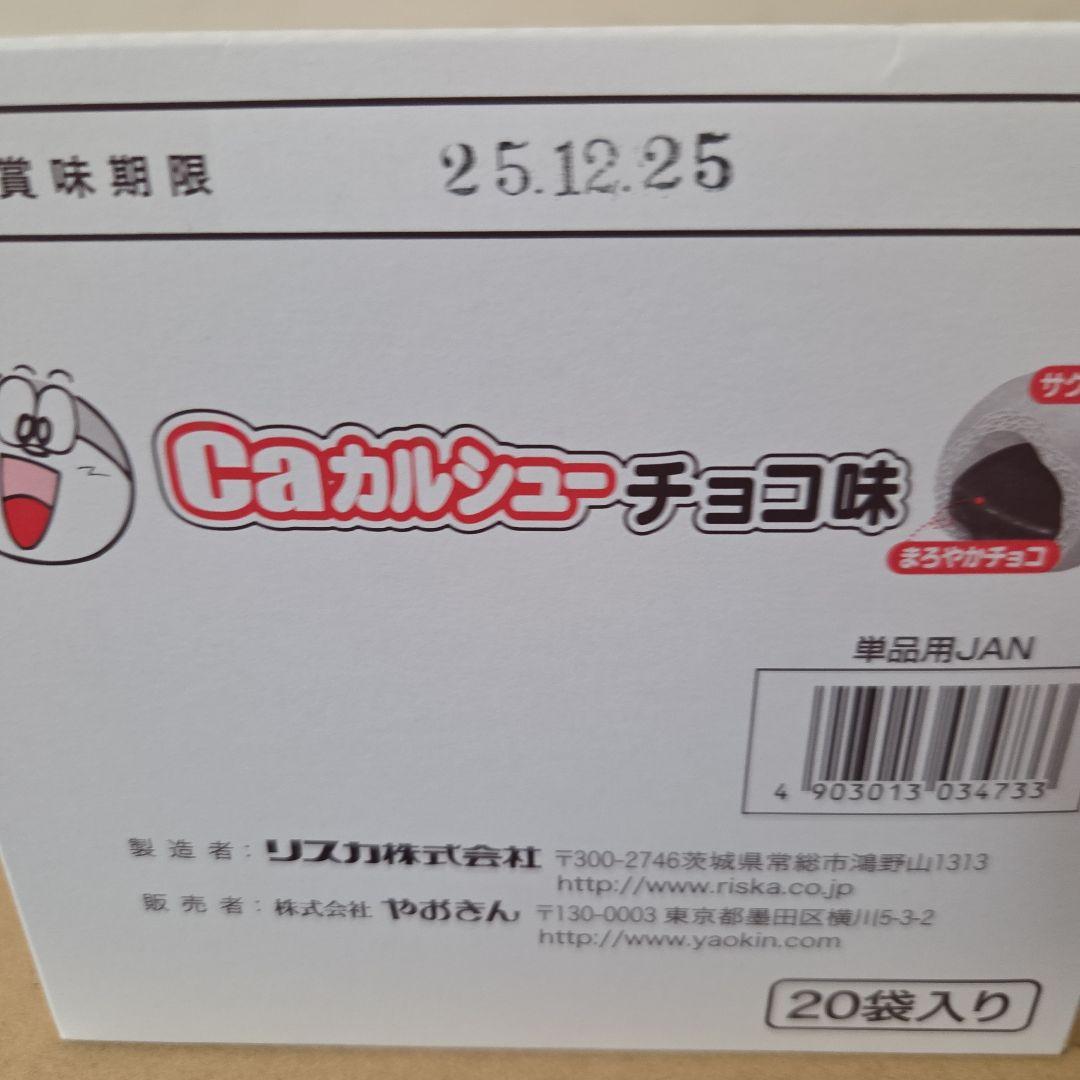 賞味期限 25.12.25
Caカルシューチョコ味
サク
まろやかチョコ
単品用JAN
4 903013 034733
製造者：リスカ株式会社 〒300-2746茨城県常総市鴻野山1313
http://www.riska.co.jp
販売者：株式会社 やおきん 〒130-0003 東京都墨田区横川5-3-2
http://www.yaokin.com
20袋入り